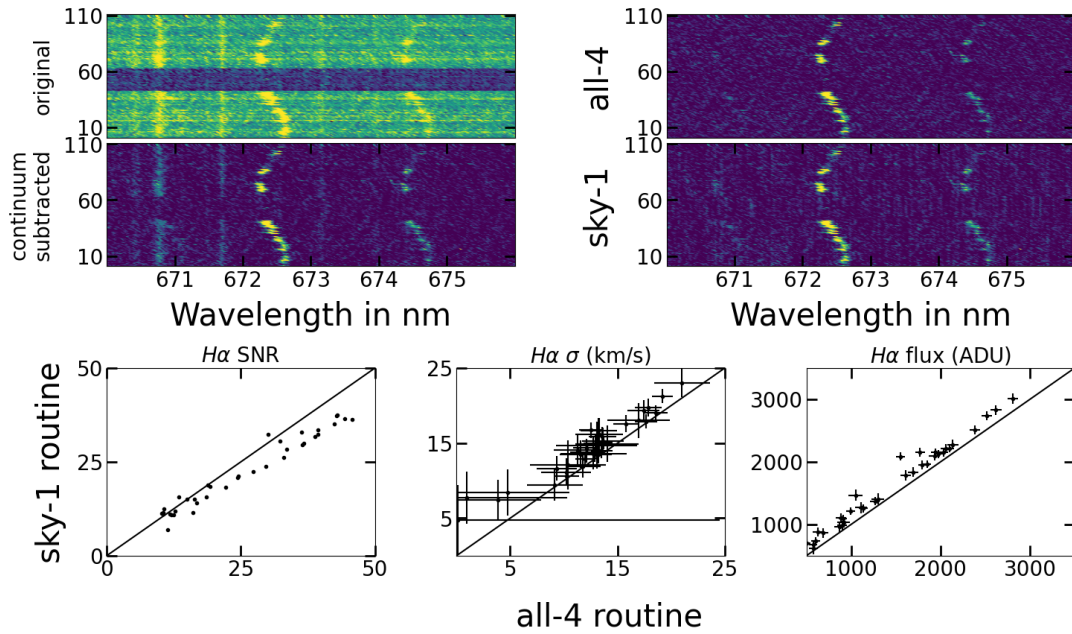 110
60
10
original
110
60
10
continuum
subtracted
671 672 673 674 675
Wavelength in nm
110
60
10
all-4
110
60
10
sky-1
671 672 673 674 675
Wavelength in nm
Hα SNR
50
25
0
0 25 50
sky-1 routine
Hα σ (km/s)
25
15
5
5 15 25
Hα flux (ADU)
3000
2000
1000
1000 2000 3000
all-4 routine